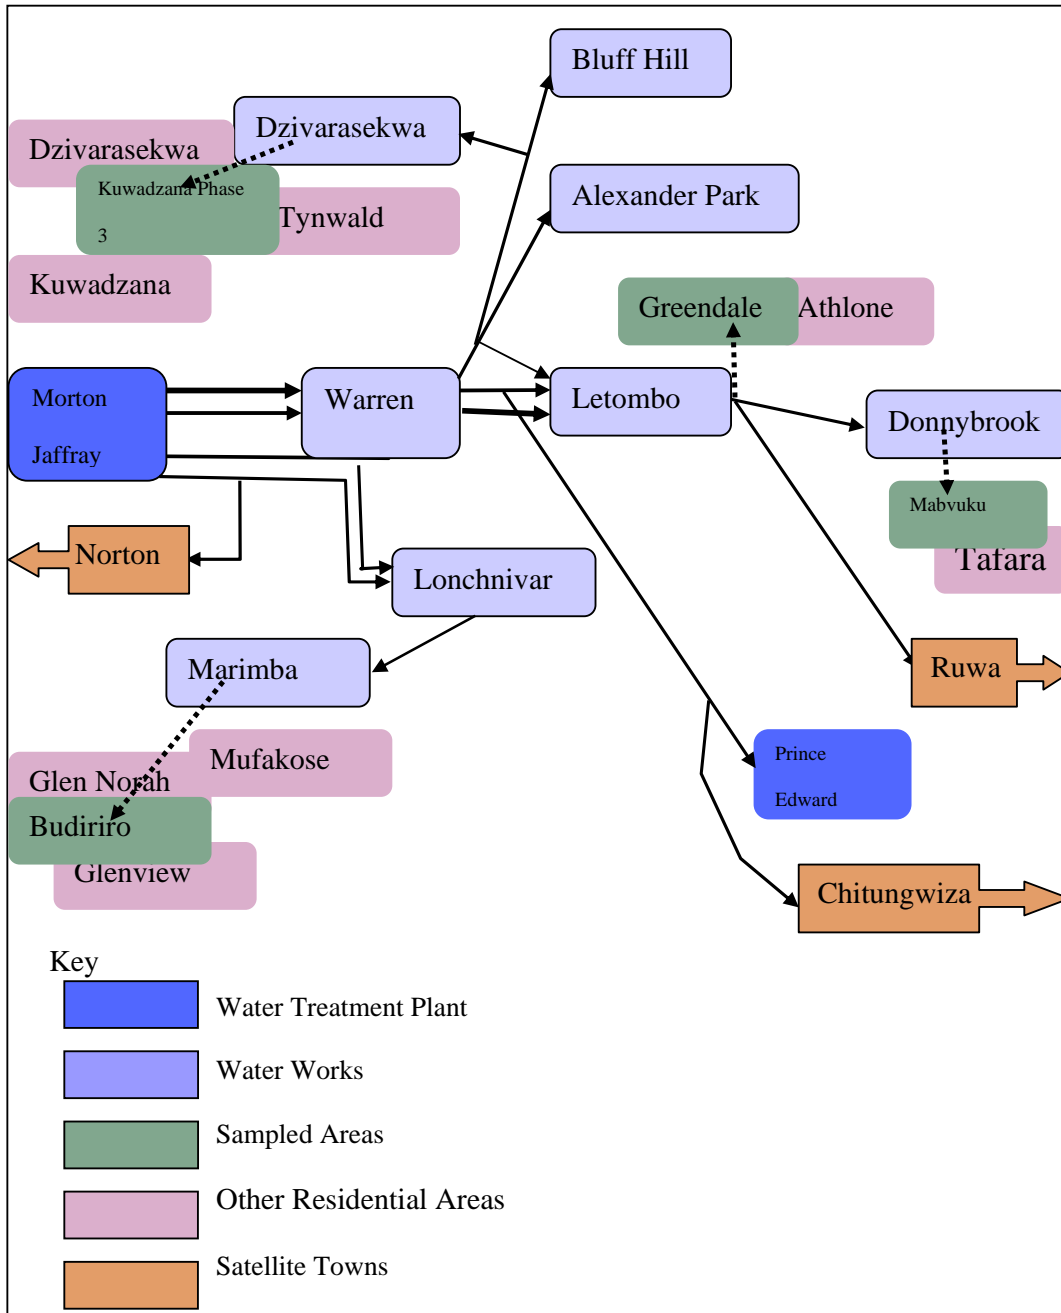 Bluff Hill
Dzivarasekwa
Dzivarasekwa
Kuwadzana Phase
3
Alexander Park
Tynwald
Kuwadzana
Greendale
Athlone
Morton
Jaffray
Warren
Letombo
Donnybrook
Mabvuku
Tafara
Norton
Lonchnivar
Marimba
Ruwa
Mufakose
Glen Norah
Budiriro
Glenview
Prince
Edward
Chitungwiza
Key
Water Treatment Plant
Water Works
Sampled Areas
Other Residential Areas
Satellite Towns